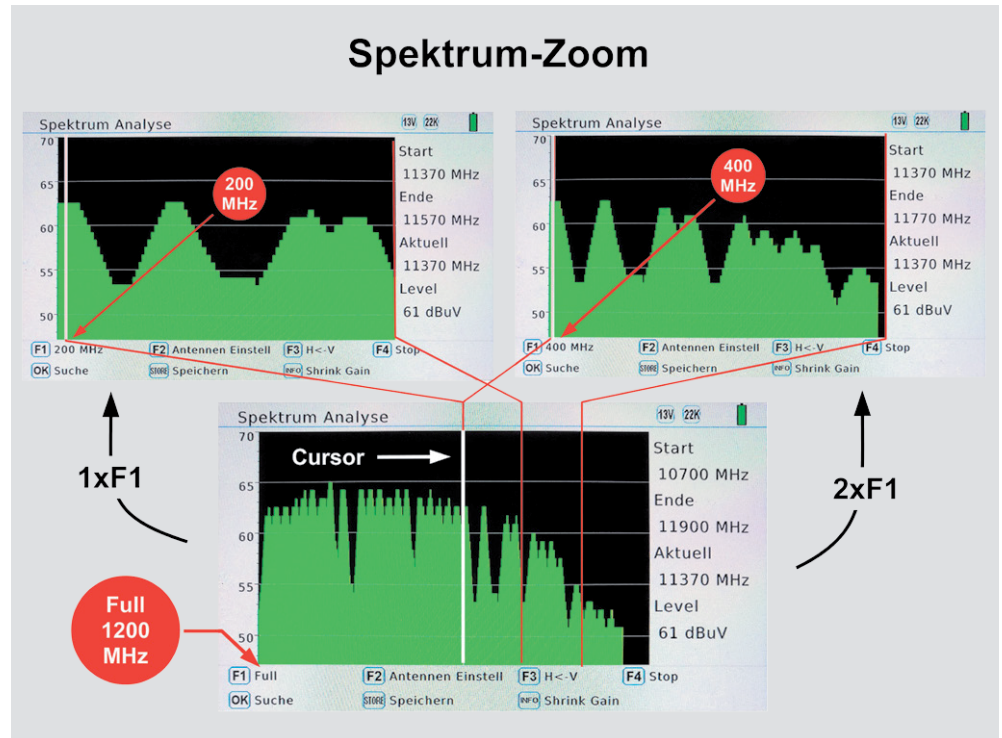 Spektrum-Zoom
Spektrum Analyse
13V 22K
70
65
60
55
50
200
MHz
Start
11370 MHz
Ende
11570 MHz
Aktuell
11370 MHz
Level
61 dBuV
F1 200 MHz F2 Antennen Einstell F3 H<-V F4 Stop
OK Suche STORE Speichern INFO Shrink Gain
Spektrum Analyse
13V 22K
70
65
60
55
50
400
MHz
Start
11370 MHz
Ende
11770 MHz
Aktuell
11370 MHz
Level
61 dBuV
F1 400 MHz F2 Antennen Einstell F3 H<-V F4 Stop
OK Suche STORE Speichern INFO Shrink Gain
1xF1
2xF1
Spektrum Analyse
13V 22K
70
65
60
55
50
Cursor
Start
10700 MHz
Ende
11900 MHz
Aktuell
11370 MHz
Level
61 dBuV
Full
1200
MHz
F1 Full F2 Antennen Einstell F3 H<-V F4 Stop
OK Suche STORE Speichern INFO Shrink Gain